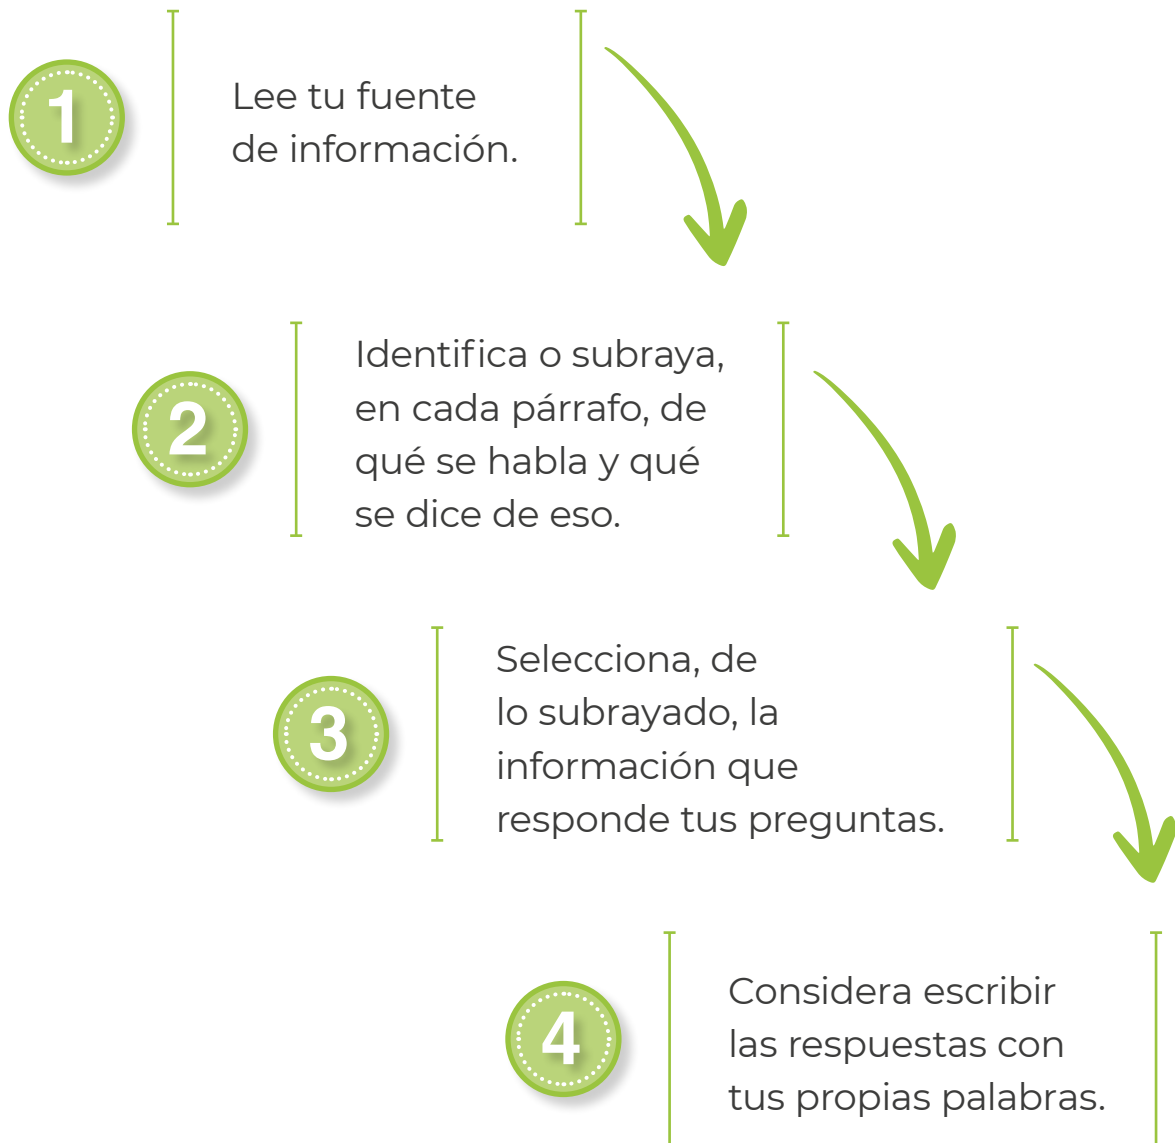 1
Lee tu fuente
de información.
2
Identifica o subraya,
en cada párrafo, de
qué se habla y qué
se dice de eso.
3
Selecciona, de
lo subrayado, la
información que
responde tus preguntas.
4
Considera escribir
las respuestas con
tus propias palabras.